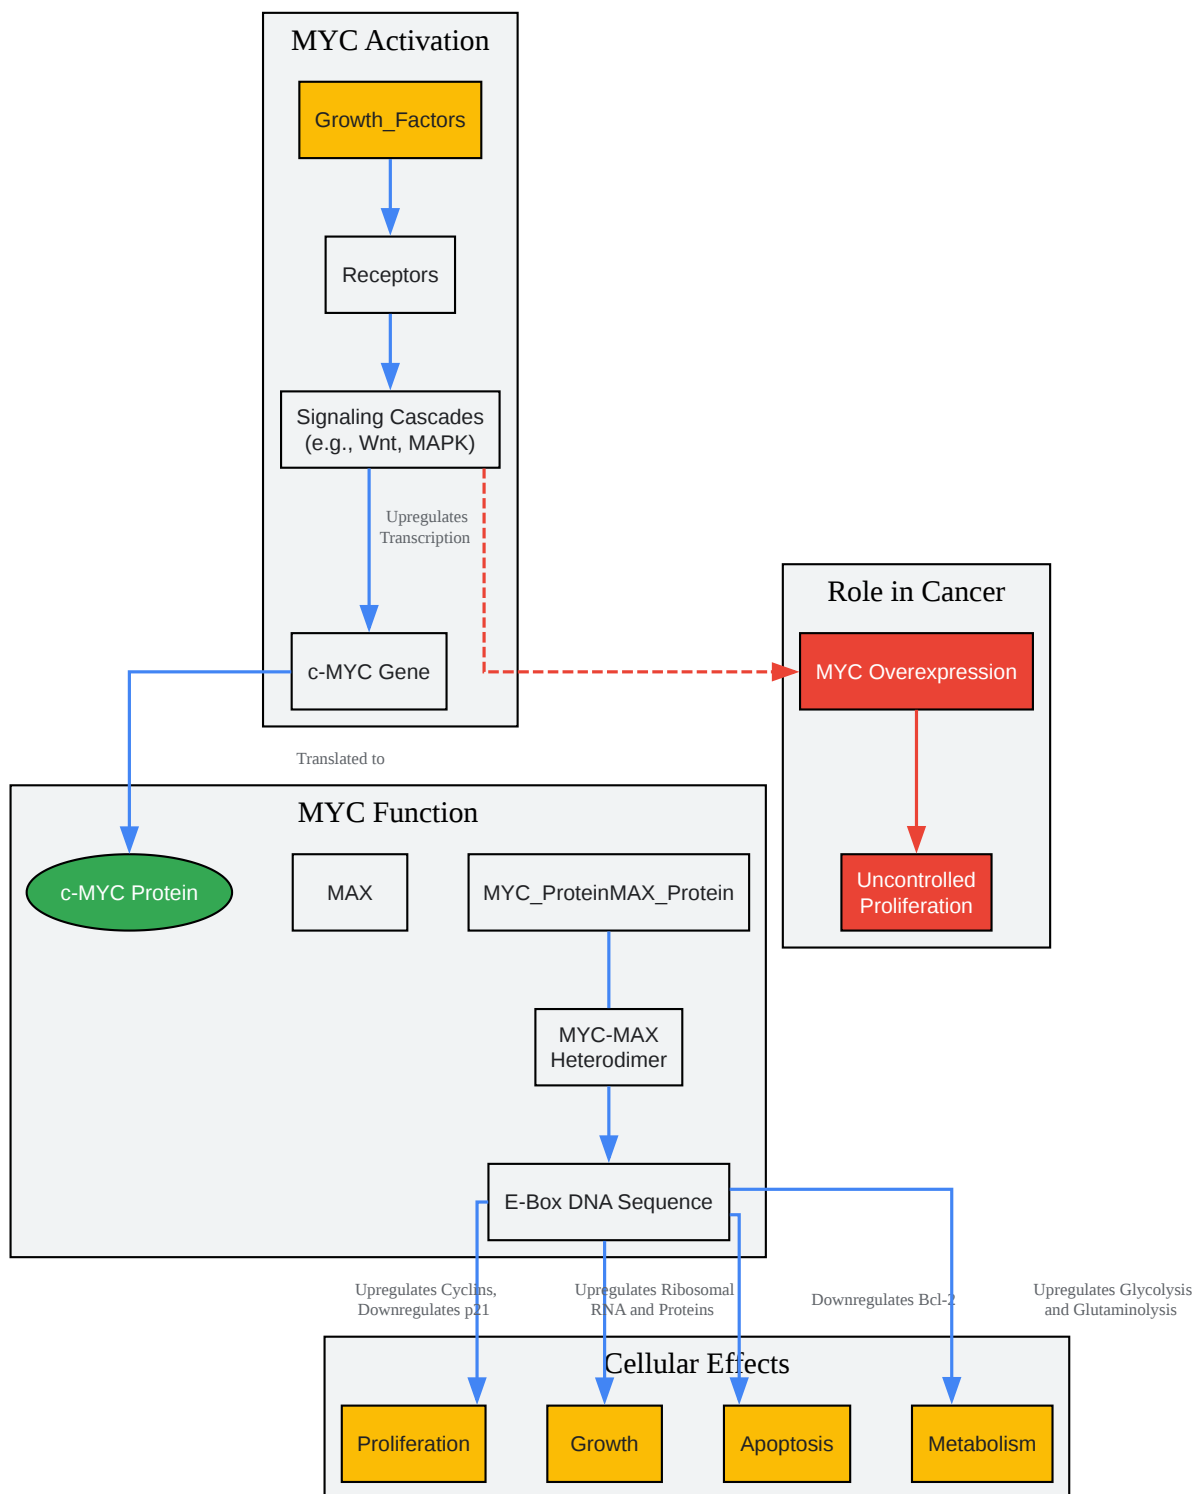 MYC Activation
Growth_Factors
Receptors
Signaling Cascades
(e.g., Wnt, MAPK)
Upregulates
Transcription
c-MYC Gene
Role in Cancer
MYC Overexpression
Uncontrolled
Proliferation
Translated to
MYC Function
c-MYC Protein
MAX
MYC_ProteinMAX_Protein
MYC-MAX
Heterodimer
E-Box DNA Sequence
Upregulates Cyclins,
Downregulates p21
Upregulates Ribosomal
RNA and Proteins
Downregulates Bcl-2
Upregulates Glycolysis
and Glutaminolysis
Cellular Effects
Proliferation
Growth
Apoptosis
Metabolism